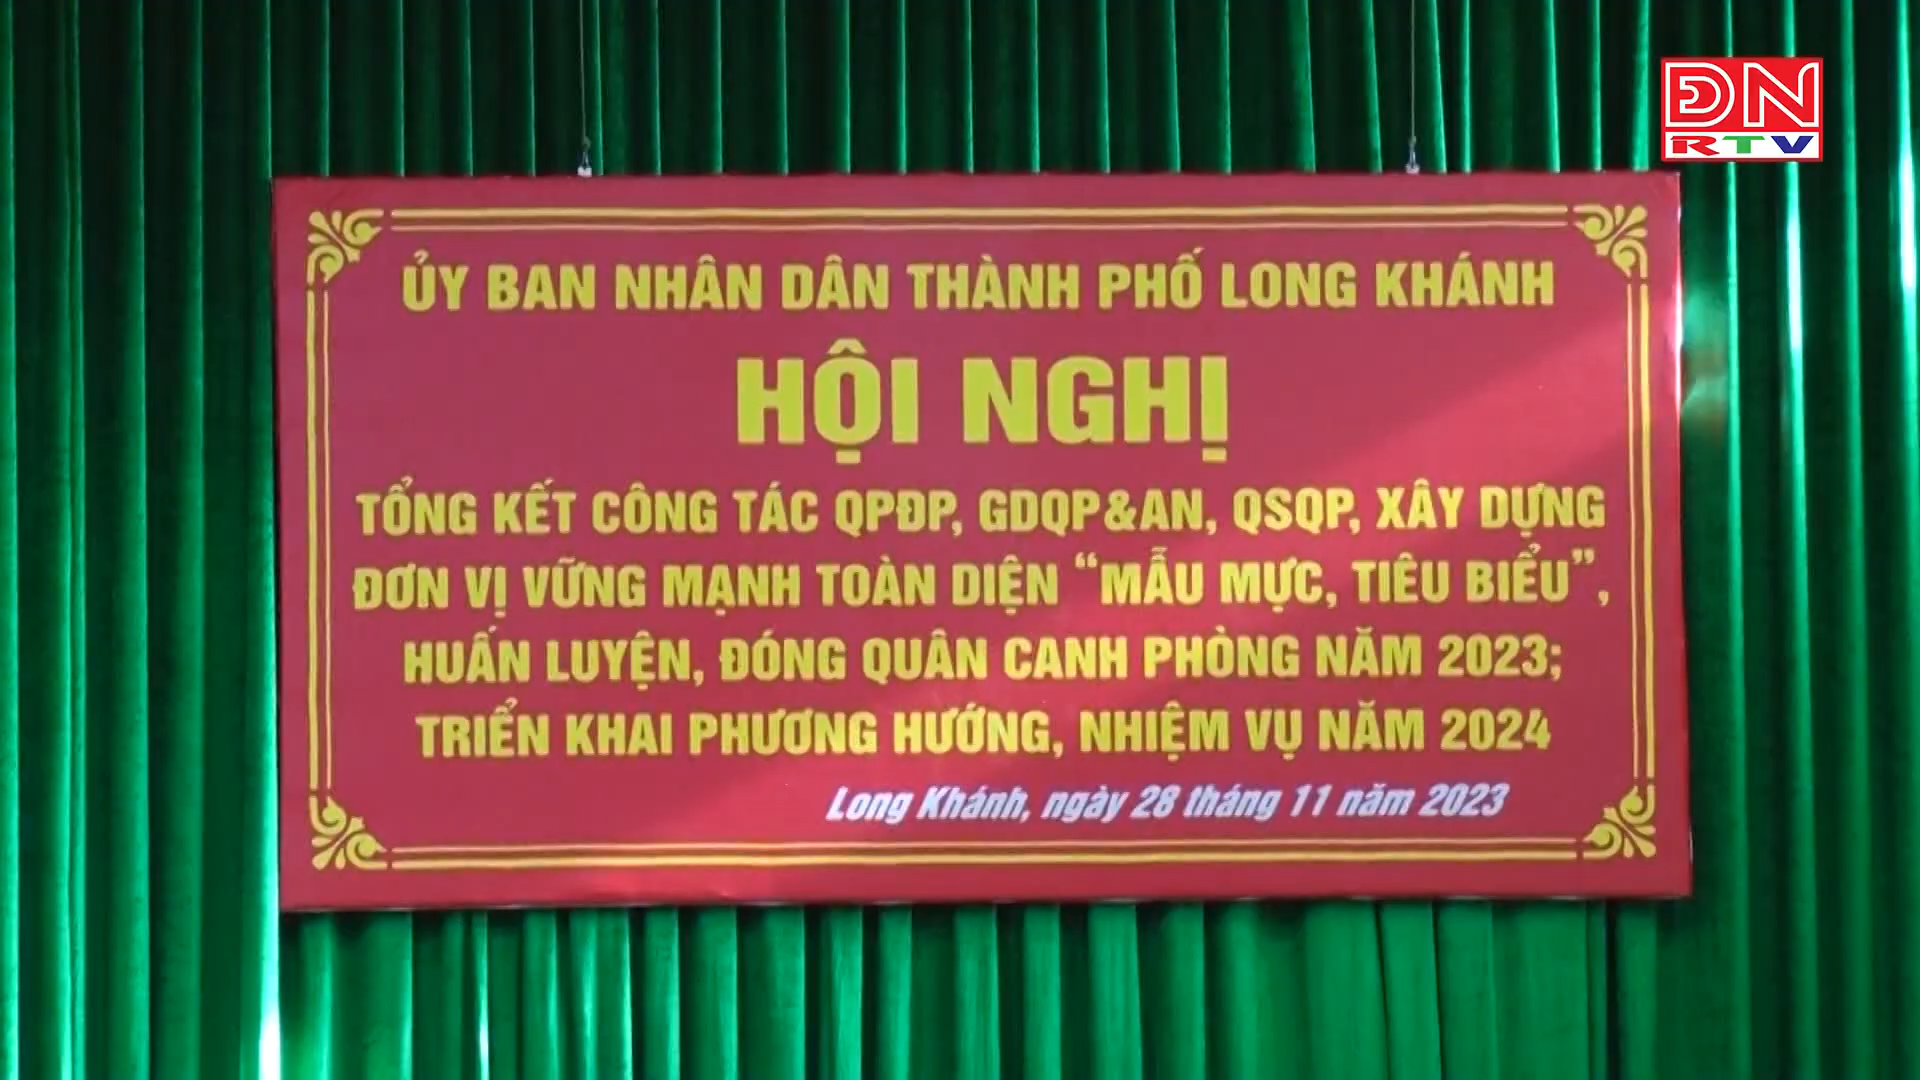 ĐN
RTV
ỦY BAN NHÂN DÂN THÀNH PHỐ LONG KHÁNH
HỘI NGHỊ
TỔNG KẾT CÔNG TÁC QPĐP, GDQP&AN, QSQP, XÂY DỰNG
ĐƠN VỊ VỮNG MẠNH TOÀN DIỆN “MẪU MỰC, TIÊU BIỂU”,
HUẤN LUYỆN, ĐÓNG QUÂN CANH PHÒNG NĂM 2023;
TRIỂN KHAI PHƯƠNG HƯỚNG, NHIỆM VỤ NĂM 2024
Long Khánh, ngày 28 tháng 11 năm 2023